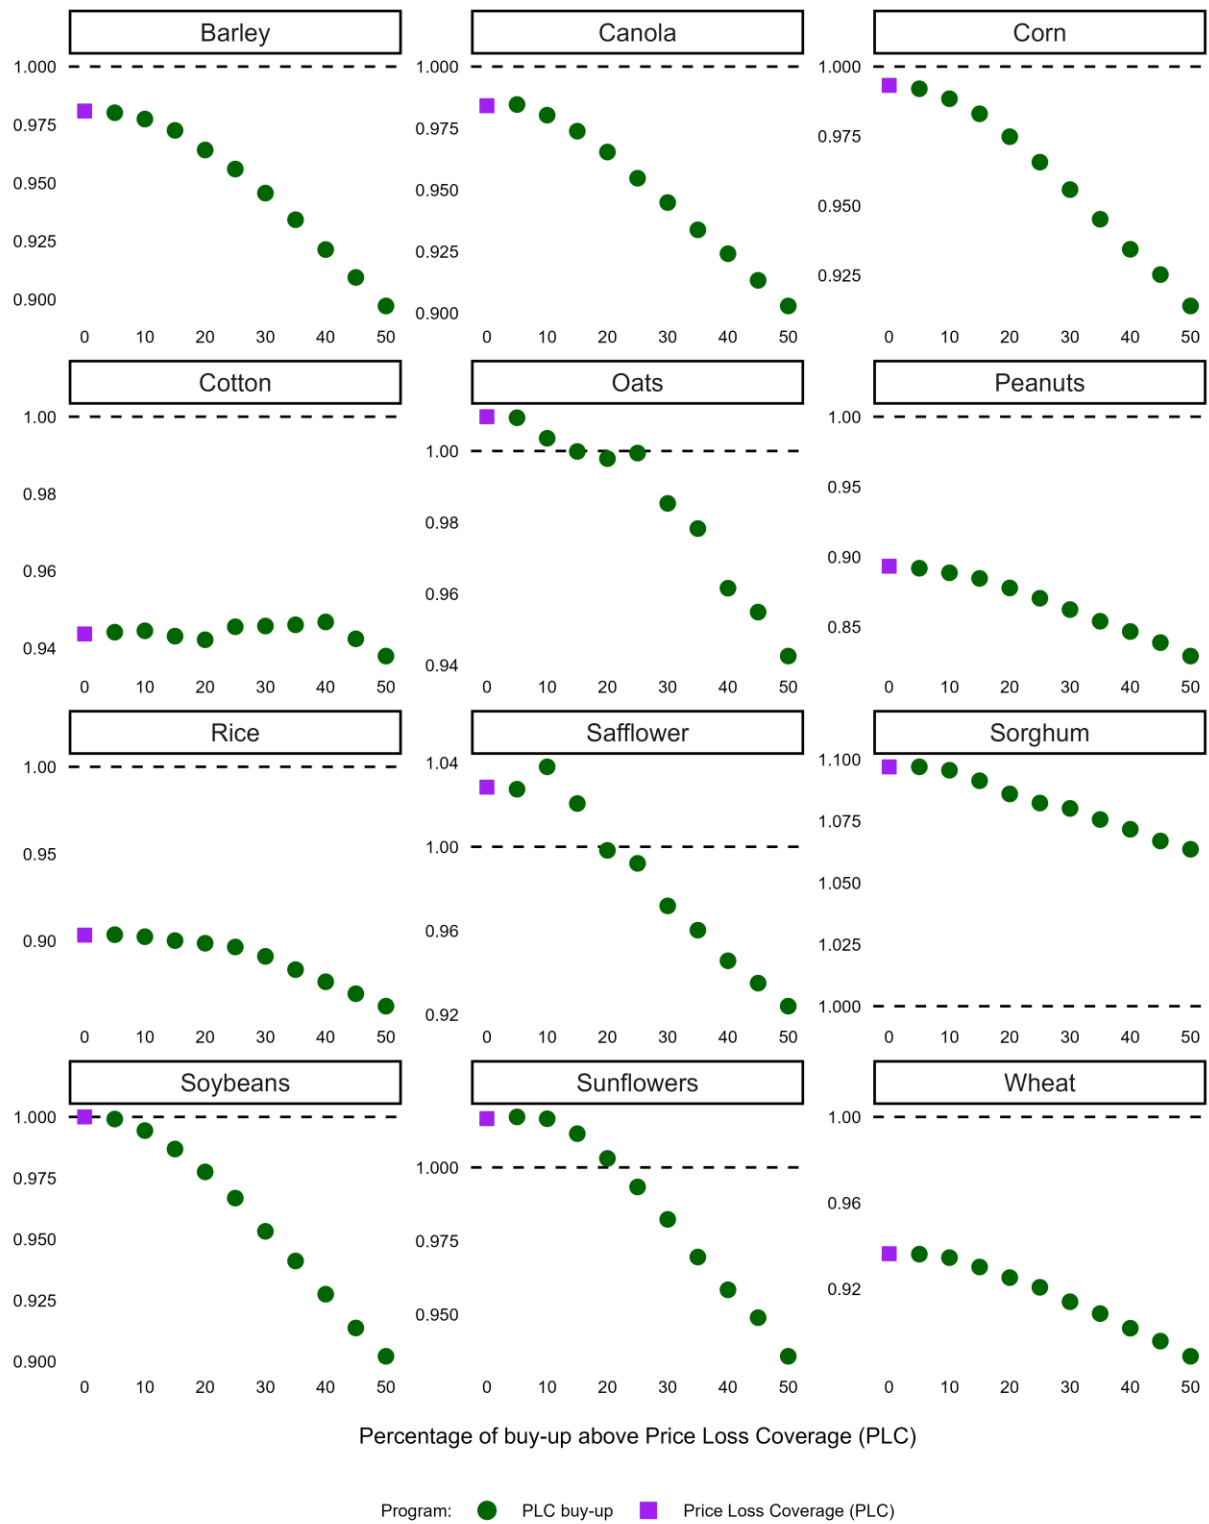 Barley
Canola
Corn
1.000
0.975
0.950
0.925
0.900
0 10 20 30 40 50
1.000
0.975
0.950
0.925
0.900
0 10 20 30 40 50
1.000
0.975
0.950
0.925
0 10 20 30 40 50
Cotton
Oats
Peanuts
1.00
0.98
0.96
0.94
0 10 20 30 40 50
1.00
0.98
0.96
0.94
0 10 20 30 40 50
1.00
0.95
0.90
0.85
0 10 20 30 40 50
Rice
Safflower
Sorghum
1.00
0.95
0.90
0 10 20 30 40 50
1.04
1.00
0.96
0.92
0 10 20 30 40 50
1.100
1.075
1.050
1.025
1.000
0 10 20 30 40 50
Soybeans
Sunflowers
Wheat
1.000
0.975
0.950
0.925
0.900
0 10 20 30 40 50
1.000
0.975
0.950
0 10 20 30 40 50
1.00
0.96
0.92
0 10 20 30 40 50
Percentage of buy-up above Price Loss Coverage (PLC)
Program: PLC buy-up Price Loss Coverage (PLC)